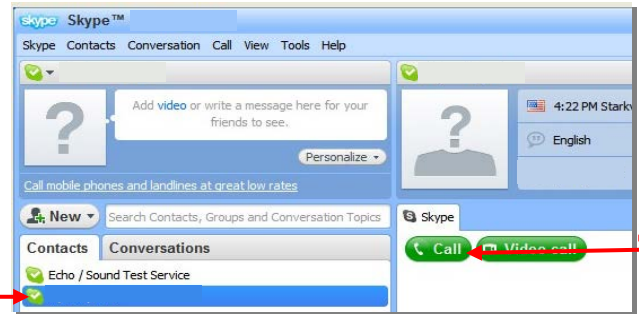 skype Skype™
Skype Contacts Conversation Call View Tools Help
Add video or write a message here for your
friends to see.
Personalize
Call mobile phones and landlines at great low rates
4:22 PM
English
New Search Contacts, Groups and Conversation Topics
Contacts Conversations
Echo / Sound Test Service
S Skype
Call Video call